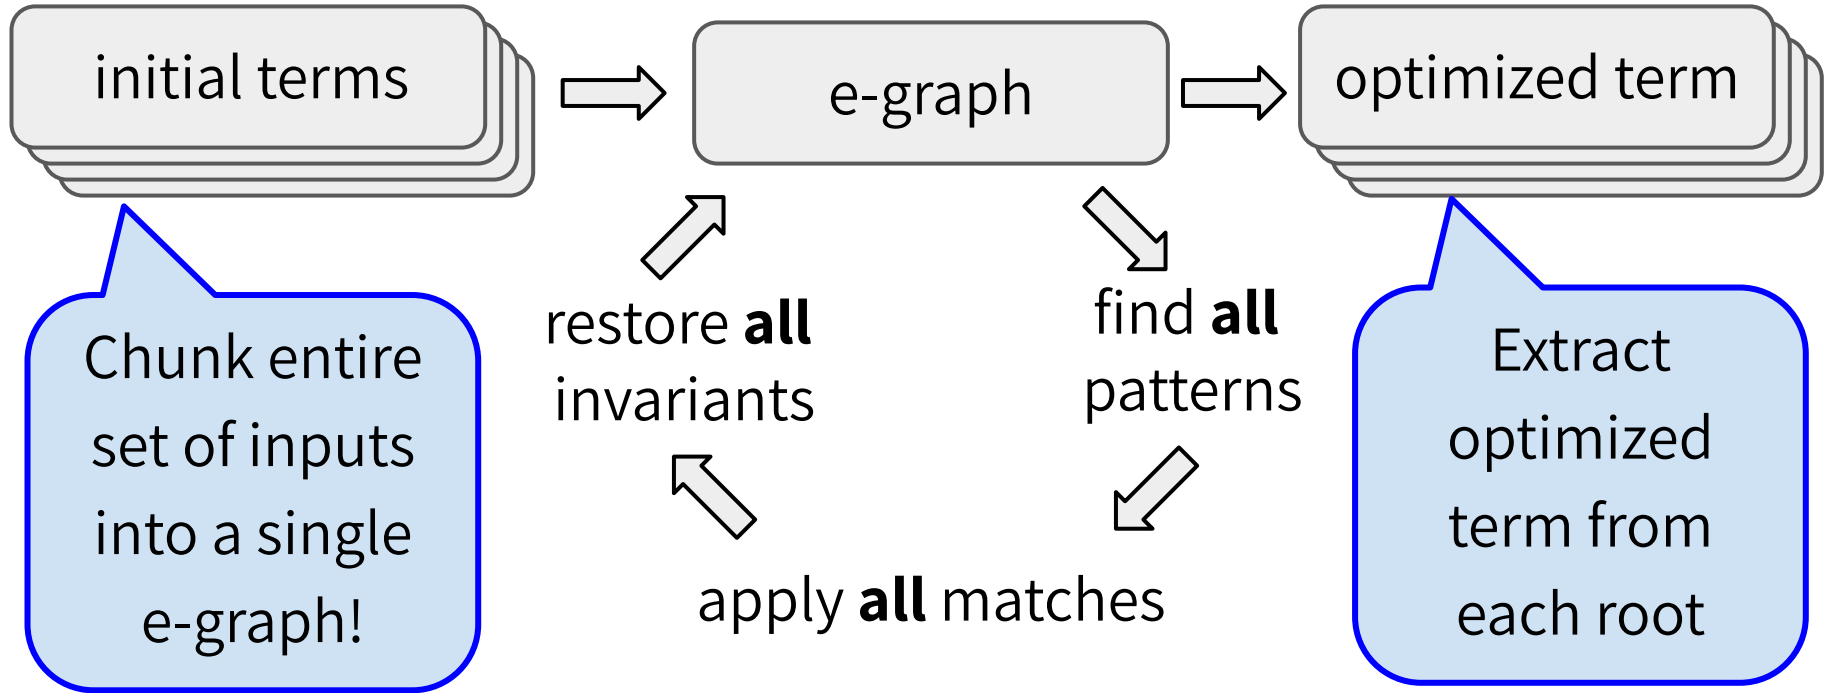 initial terms
e-graph
optimized term
restore all
invariants
find all
patterns
apply all matches
Chunk entire
set of inputs
into a single
e-graph!
Extract
optimized
term from
each root